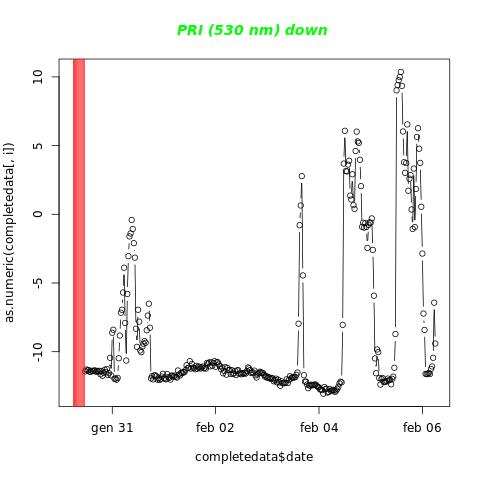 PRI (530 nm) down
as.numeric(completedata[, i])
10
5
0
-5
-10
gen 31
feb 02
feb 04
feb 06
completedata$date